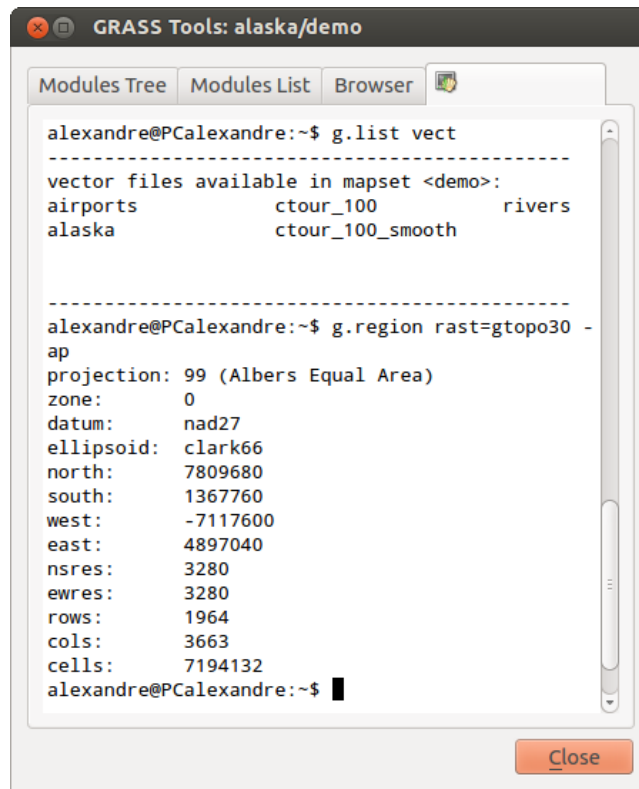 GRASS Tools: alaska/demo
Modules Tree Modules List Browser
alexandre@PCalexandre:~$ g.list vect
----------------------------------------------
vector files available in mapset <demo>:
airports ctour_100 rivers
alaska ctour_100_smooth
----------------------------------------------
alexandre@PCalexandre:~$ g.region rast=gtopo30 -
ap
projection: 99 (Albers Equal Area)
zone: 0
datum: nad27
ellipsoid: clark66
north: 7809680
south: 1367760
west: -7117600
east: 4897040
nsres: 3280
ewres: 3280
rows: 1964
cols: 3663
cells: 7194132
alexandre@PCalexandre:~$
Close